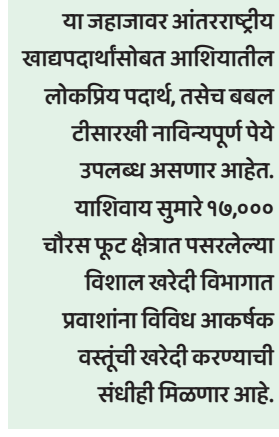 या जहाजावर आंतरराष्ट्रीय
खाद्यपदार्थांसोबत आशियातील
लोकप्रिय पदार्थ, तसेच बबल
टीसारखी नाविन्यपूर्ण पेये
उपलब्ध असणार आहेत.
याशिवाय सुमारे १७,०००
चौरस फूट क्षेत्रात पसरलेल्या
विशाल खरेदी विभागात
प्रवाशांना विविध आकर्षक
वस्तूंची खरेदी करण्याची
संधीही मिळणार आहे.